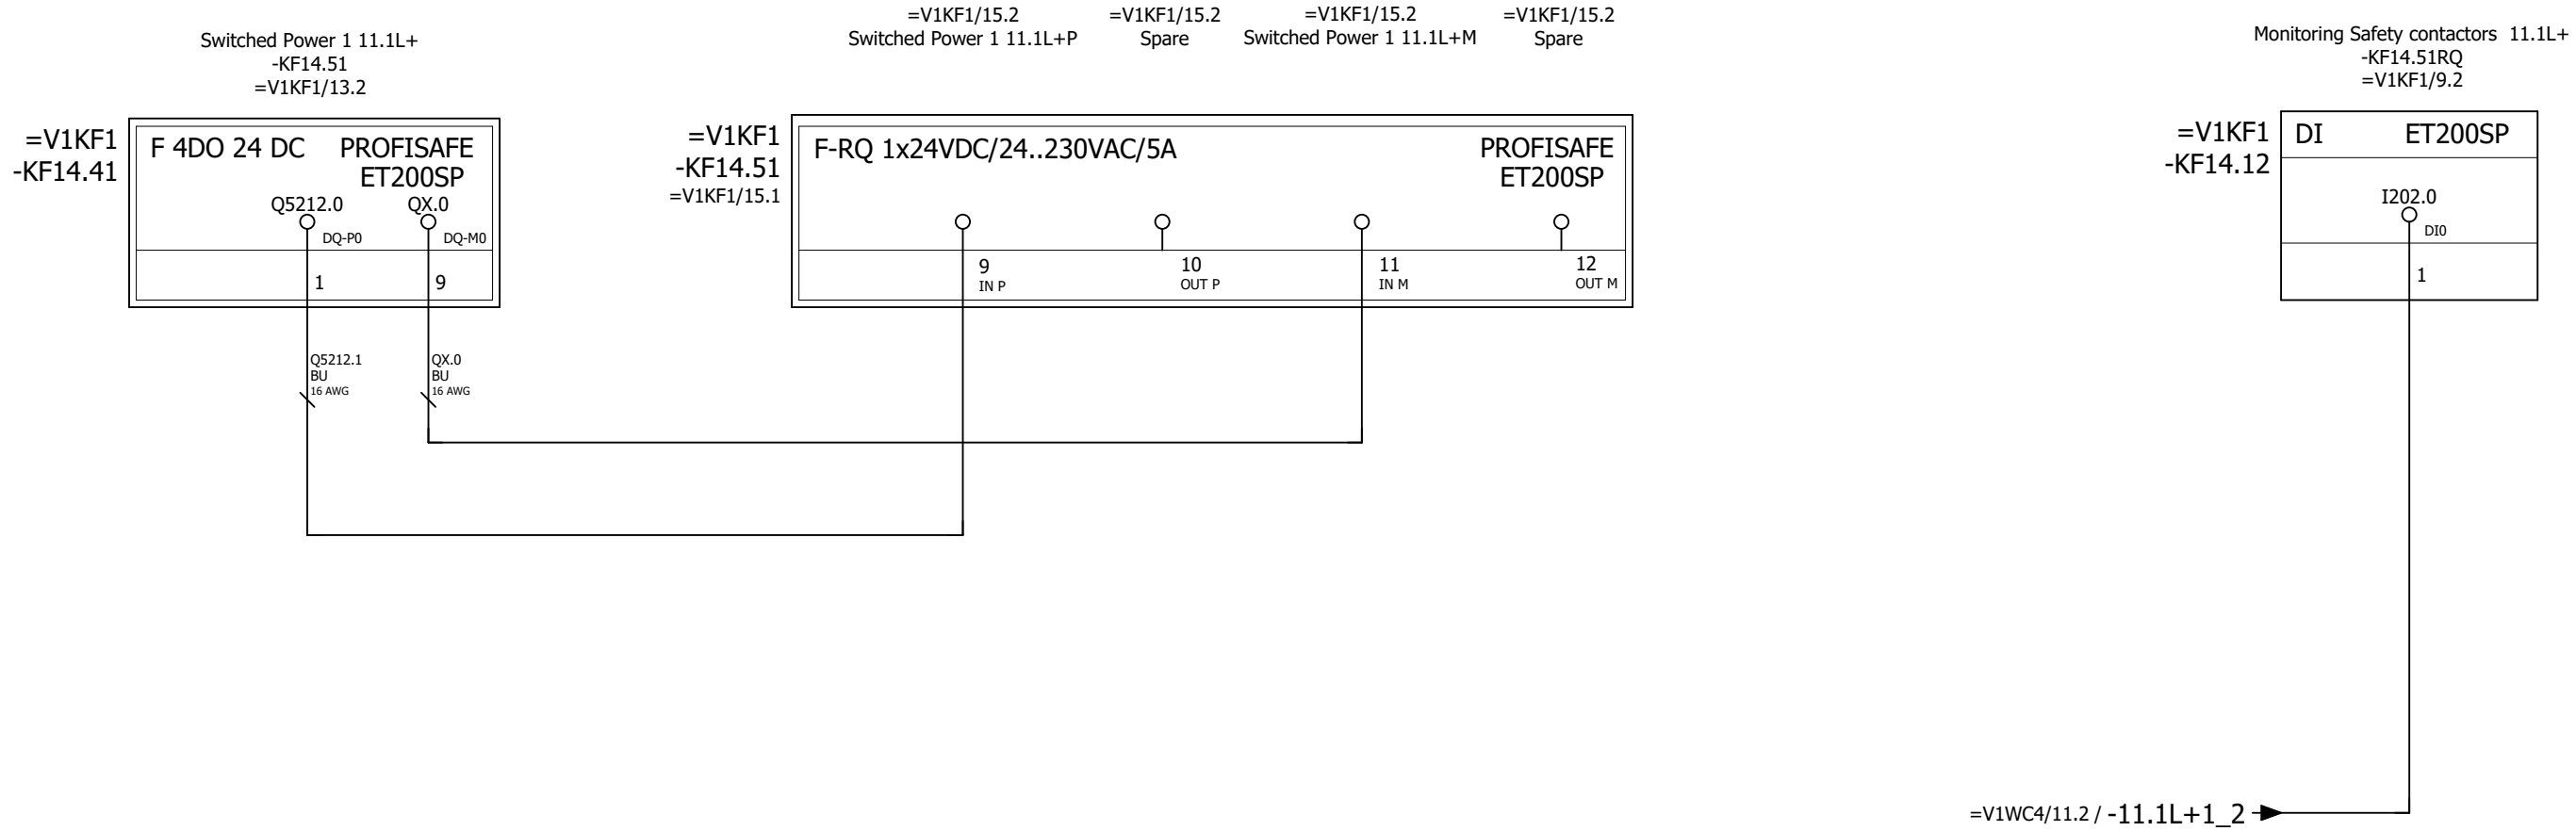 Switched Power 1 11.1L+
-KF14.51
=V1KF1/13.2
=V1KF1
-KF14.41
F 4DO 24 DC PROFISAFE
ET200SP
Q5212.0 QX.0
DQ-P0 DQ-M0
1 9
Q5212.1 QX.0
BU BU
16 AWG 16 AWG
=V1KF1/15.2 =V1KF1/15.2 =V1KF1/15.2 =V1KF1/15.2
Switched Power 1 11.1L+P Spare Switched Power 1 11.1L+M Spare
=V1KF1
-KF14.51
=V1KF1/15.1
F-RQ 1x24VDC/24..230VAC/5A PROFISAFE
ET200SP
9 10 11 12
IN P OUT P IN M OUT M
Monitoring Safety contactors 11.1L+
-KF14.51RQ
=V1KF1/9.2
=V1KF1
-KF14.12
DI ET200SP
I202.0
DI0
1
=V1WC4/11.2 / -11.1L+1_2